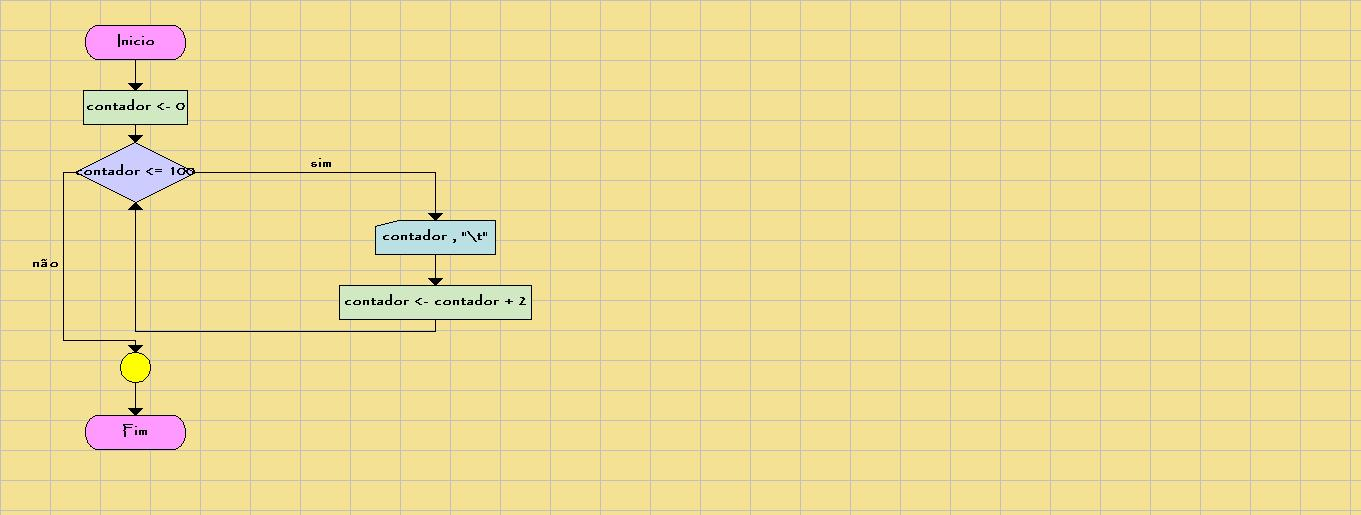 Inicio
contador <- 0
contador <= 100
sim
contador , "\t"
não
contador <- contador + 2
Fim